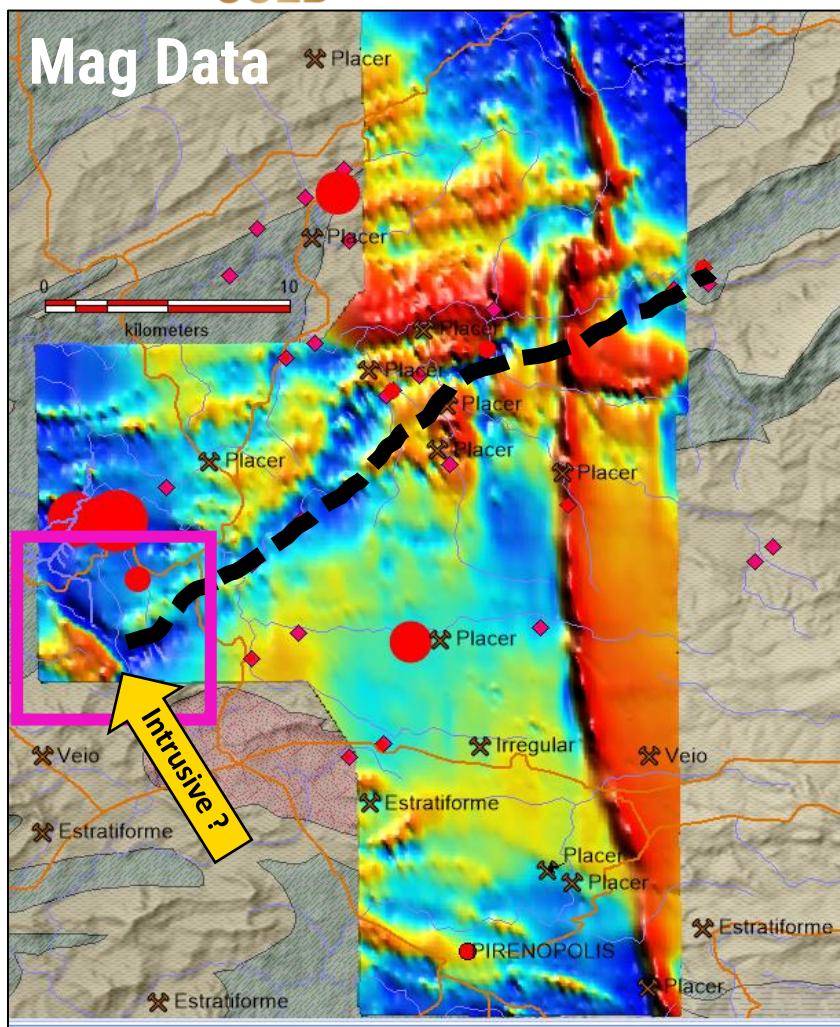 GOLD
Mag Data
Placer
Placer
0 10
kilometers
Placer
Placer
Placer
Placer
Placer
Placer
Placer
Irregular
Veio
Veio
Intrusive ?
Estratiforme
Estratiforme
Placer
Placer
Estratiforme
PIRENOPOLIS
Placer
Estratiforme